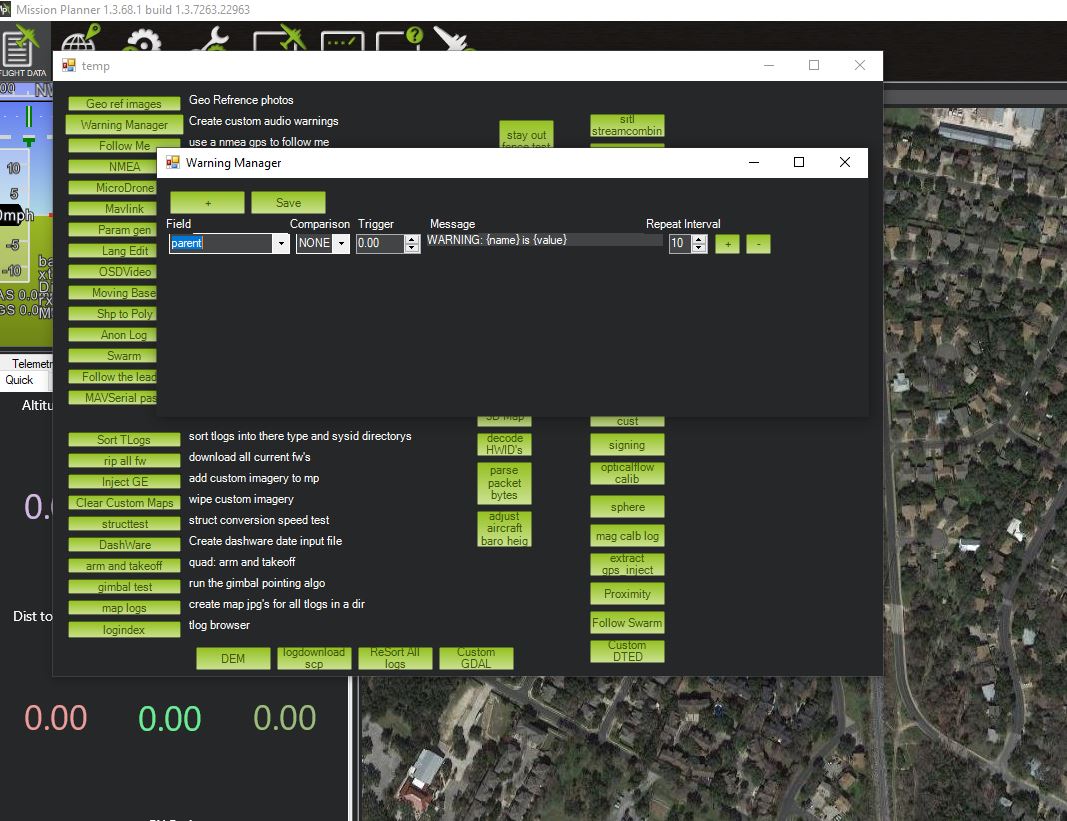 Mission Planner 1.3.68.1 build 1.3.7263.22963
FLIGHT DATA
temp
Geo ref images
Geo Refrence photos
Warning Manager
Create custom audio warnings
Follow Me
use a nmea gps to follow me
stay out
sitl
streamcombin
NMEA
MicroDrone
Mavlink
Param gen
Lang Edit
OSDVideo
Moving Base
Shp to Poly
Anon Log
Swarm
Follow the lead
MAVSerial pas
Warning Manager
+
Save
Field
Comparison
Trigger
Message
Repeat Interval
parent
NONE
0.00
WARNING: {name} is {value}
10
+
-
10
5
0mph
-5
-10
AS 0.0
GS 0.0
Telemetr
Quick
Altitu
0.
Dist to
0.00
0.00
0.00
Sort TLogs
sort tlogs into there type and sysid directorys
rip all fw
download all current fw's
Inject GE
add custom imagery to mp
Clear Custom Maps
wipe custom imagery
structtest
struct conversion speed test
DashWare
Create dashware date input file
arm and takeoff
quad: arm and takeoff
gimbal test
run the gimbal pointing algo
map logs
create map jpg's for all tlogs in a dir
logindex
tlog browser
3D Map
decode
HWID's
parse
packet
bytes
adjust
aircraft
baro heig
cust
signing
opticalflow
calib
sphere
mag calb log
extract
gps_inject
Proximity
Follow Swarm
Custom
DTED
DEM
logdownload
scp
ReSort All
logs
Custom
GDAL